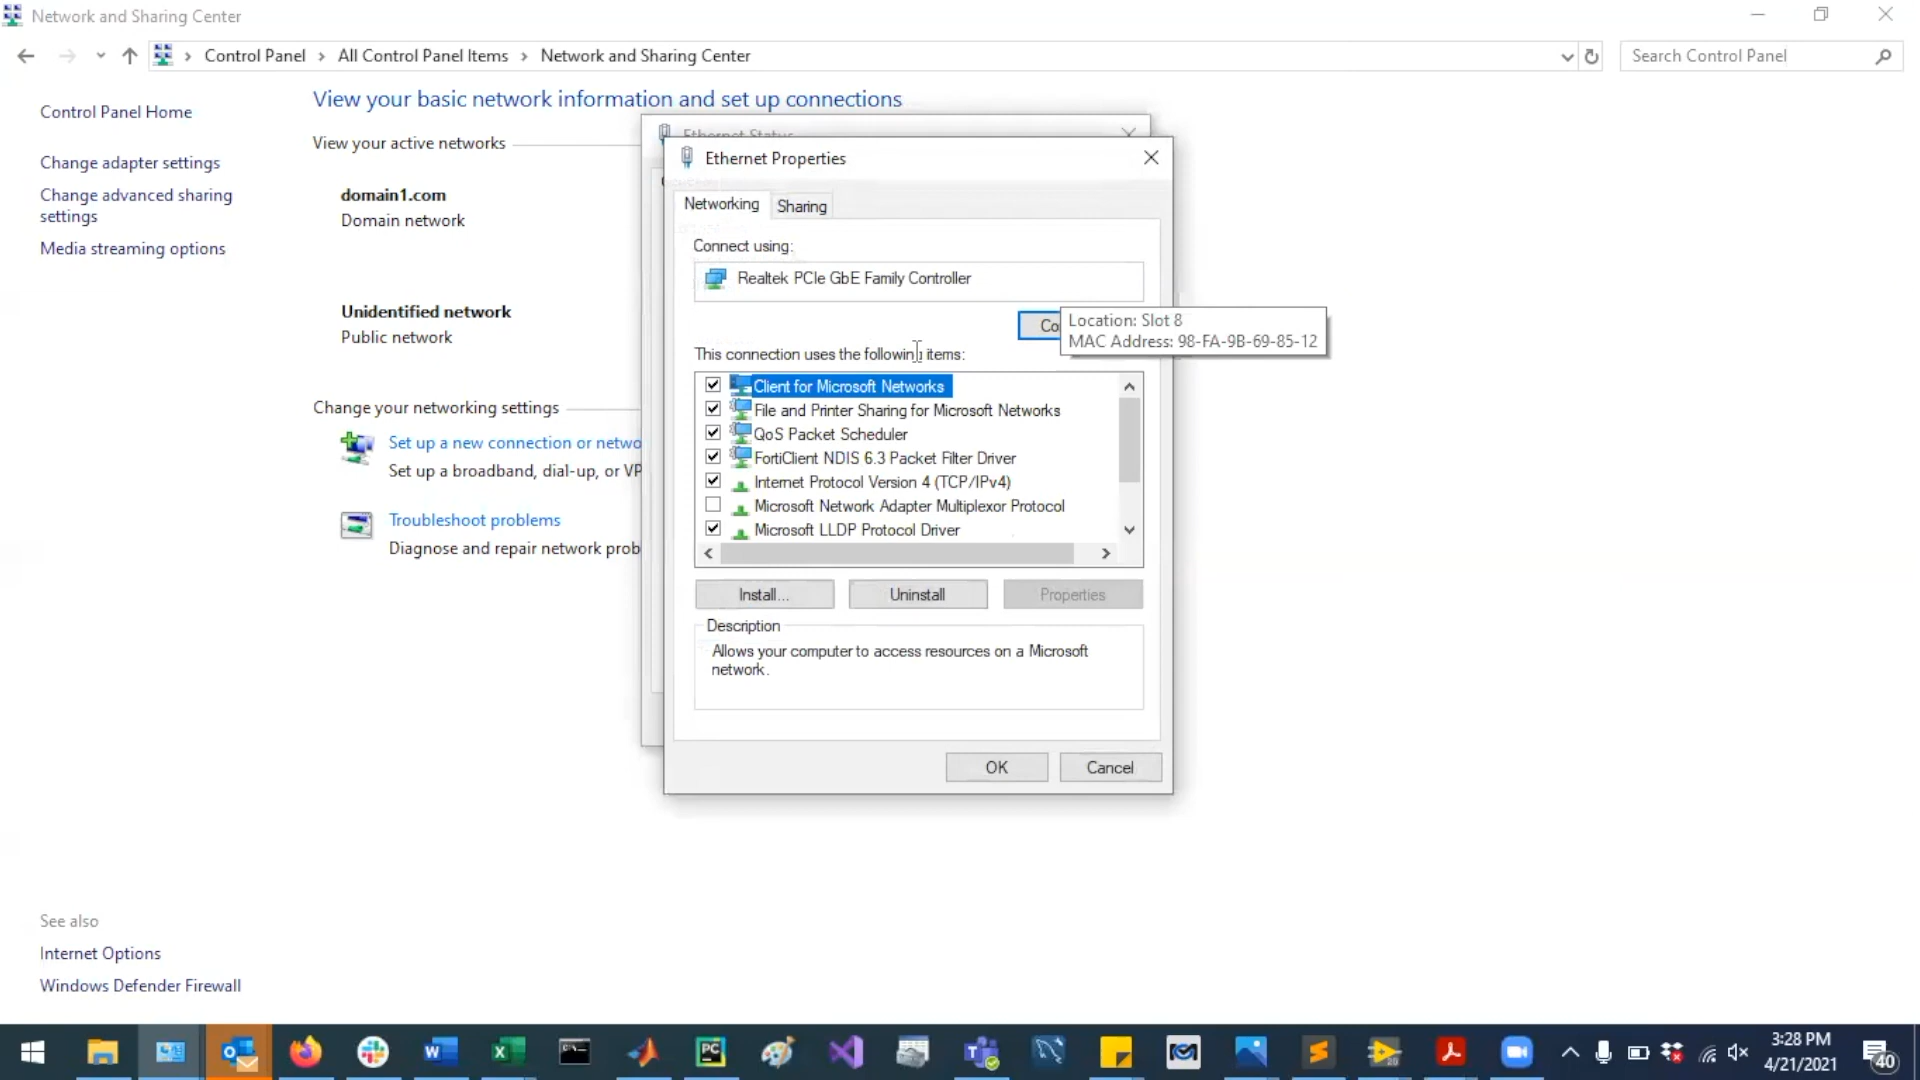 Network and Sharing Center
Control Panel
All Control Panel Items
Network and Sharing Center
Search Control Panel
Control Panel Home
Change adapter settings
Change advanced sharing
settings
Media streaming options
View your basic network information and set up connections
View your active networks
domain1.com
Domain network
Unidentified network
Public network
Change your networking settings
Set up a new connection or netwo
Set up a broadband, dial-up, or VP
Troubleshoot problems
Diagnose and repair network prob
Ethernet Status
Ethernet Properties
Networking
Sharing
Connect using:
Realtek PCIe GbE Family Controller
Co
Location: Slot 8
MAC Address: 98-FA-9B-69-85-12
This connection uses the following items:
Client for Microsoft Networks
File and Printer Sharing for Microsoft Networks
QoS Packet Scheduler
FortiClient NDIS 6.3 Packet Filter Driver
Internet Protocol Version 4 (TCP/IPv4)
Microsoft Network Adapter Multiplexor Protocol
Microsoft LLDP Protocol Driver
Install...
Uninstall
Properties
Description
Allows your computer to access resources on a Microsoft
network.
OK
Cancel
See also
Internet Options
Windows Defender Firewall
3:28 PM
4/21/2021
40